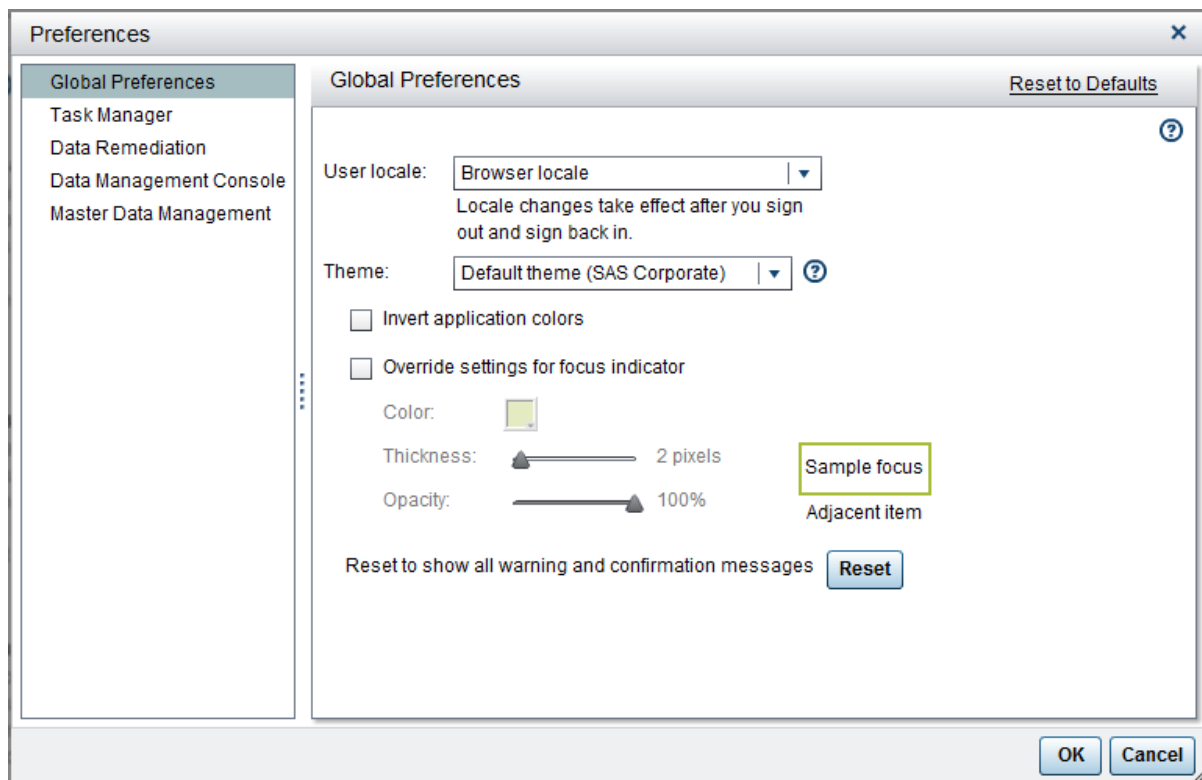 Preferences
Global Preferences
Task Manager
Data Remediation
Data Management Console
Master Data Management
Global Preferences
Reset to Defaults
User locale:
Browser locale
Locale changes take effect after you sign
out and sign back in.
Theme:
Default theme (SAS Corporate)
Invert application colors
Override settings for focus indicator
Color:
Thickness:
2 pixels
Opacity:
100%
Sample focus
Adjacent item
Reset to show all warning and confirmation messages
Reset
OK
Cancel